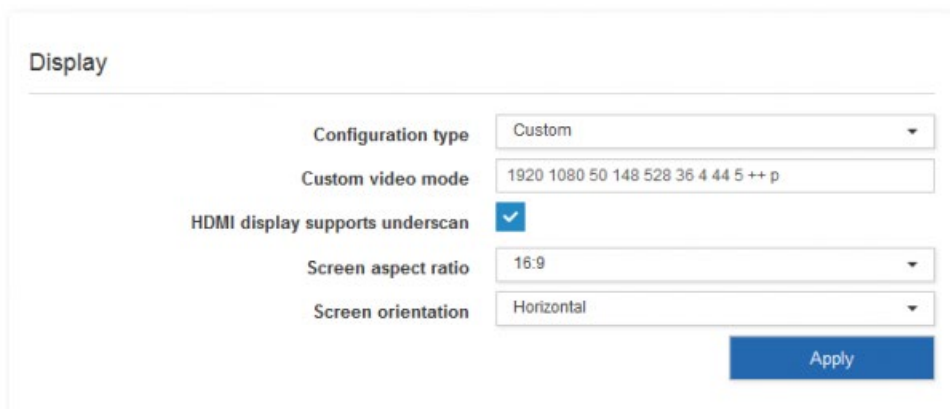 Display
Configuration type Custom
Custom video mode 1920 1080 50 148 528 36 4 44 5 ++ p
HDMI display supports underscan
Screen aspect ratio 16:9
Screen orientation Horizontal
Apply